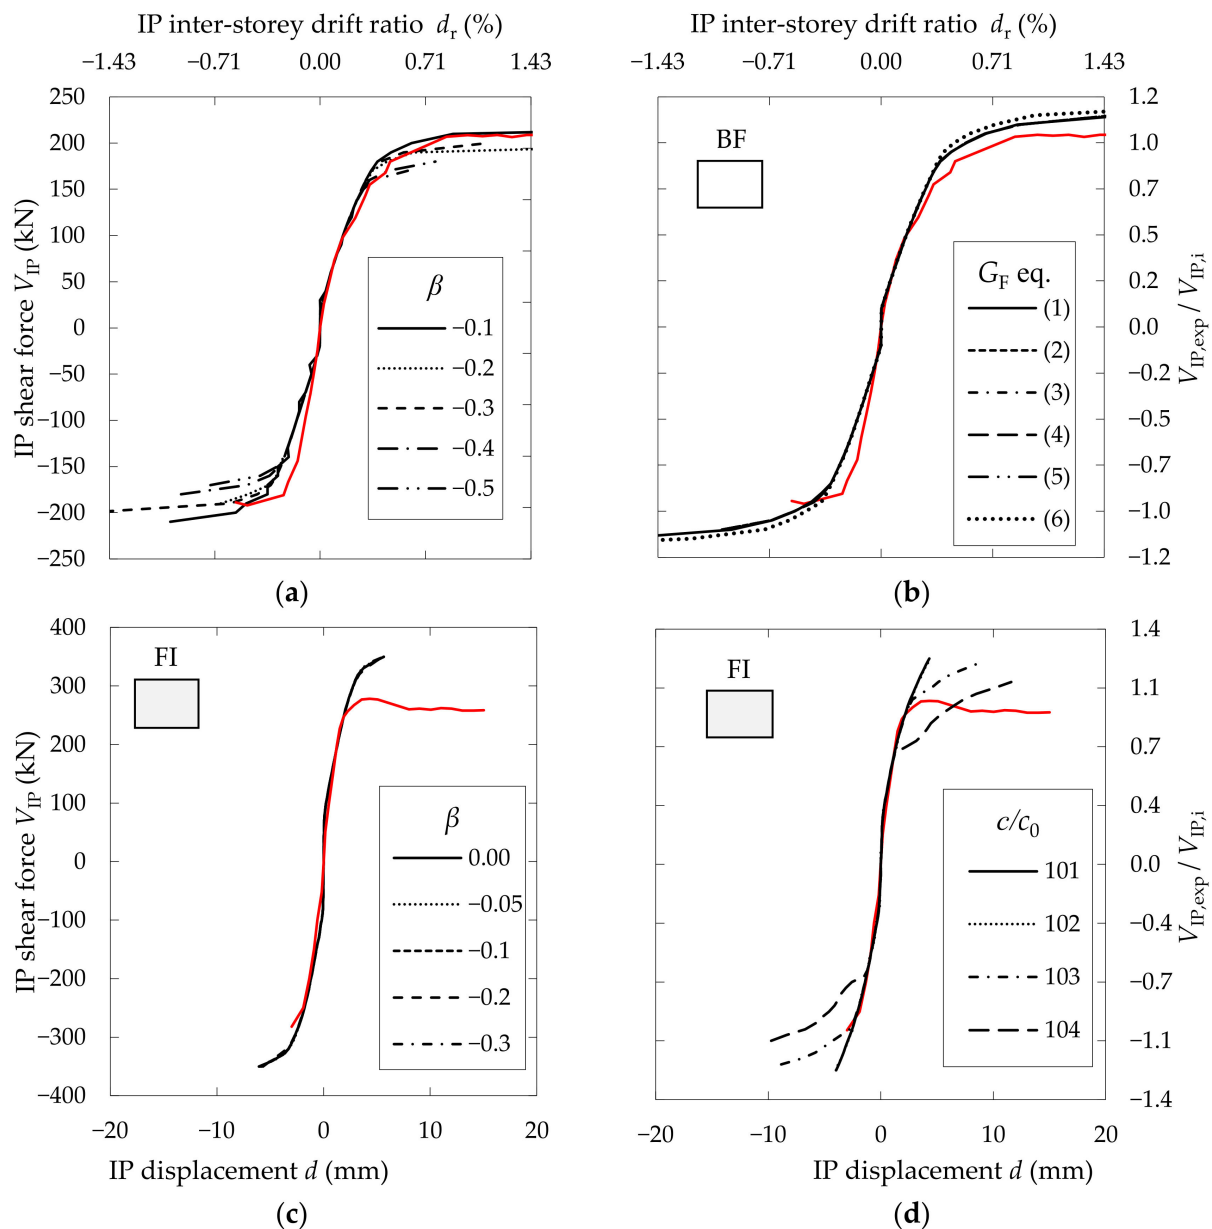 IP inter-storey drift ratio d_r (%)
−1.43 −0.71 0.00 0.71 1.43
250
200
150
100
50
0
−50
−100
−150
−200
−250
IP shear force V_IP (kN)
β
−0.1
−0.2
−0.3
−0.4
−0.5
(a)
IP inter-storey drift ratio d_r (%)
−1.43 −0.71 0.00 0.71 1.43
BF
G_F eq.
(1)
(2)
(3)
(4)
(5)
(6)
1.2
1.0
0.7
0.5
0.2
0.0
−0.2
−0.5
−0.7
−1.0
−1.2
V_IP,exp / V_IP,i
(b)
400
300
200
100
0
−100
−200
−300
−400
IP shear force V_IP (kN)
FI
β
0.00
−0.05
−0.1
−0.2
−0.3
−20 −10 0 10 20
IP displacement d (mm)
(c)
FI
c/c_0
101
102
103
104
1.4
1.1
0.7
0.4
0.0
−0.4
−0.7
−1.1
−1.4
V_IP,exp / V_IP,i
−20 −10 0 10 20
IP displacement d (mm)
(d)